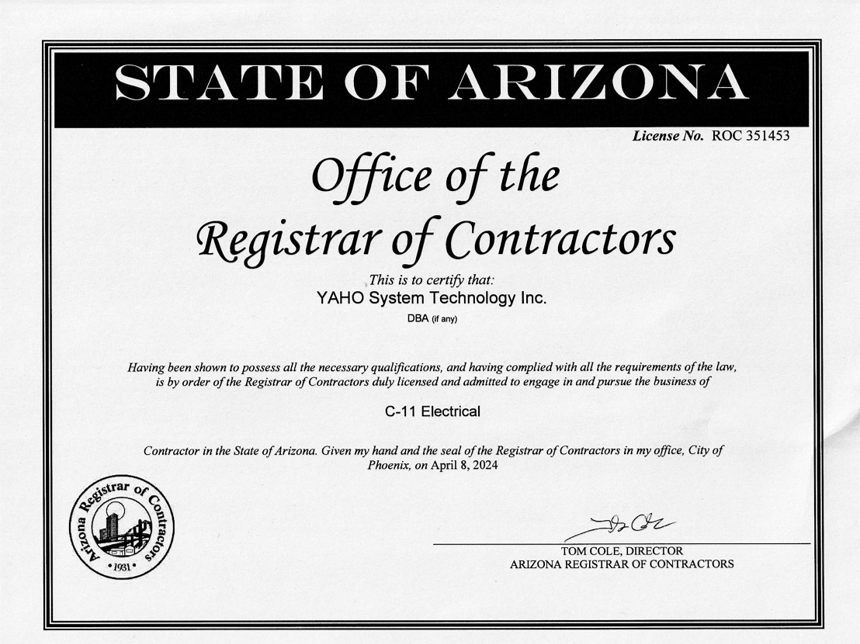 STATE OF ARIZONA
License No. ROC 351453
Office of the
Registrar of Contractors
This is to certify that:
YAHO System Technology Inc.
DBA (if any)
Having been shown to possess all the necessary qualifications, and having complied with all the requirements of the law,
is by order of the Registrar of Contractors duly licensed and admitted to engage in and pursue the business of
C-11 Electrical
Contractor in the State of Arizona. Given my hand and the seal of the Registrar of Contractors in my office, City of
Phoenix, on April 8, 2024
Arizona Registrar of Contractors
• 1931 •
TOM COLE, DIRECTOR
ARIZONA REGISTRAR OF CONTRACTORS